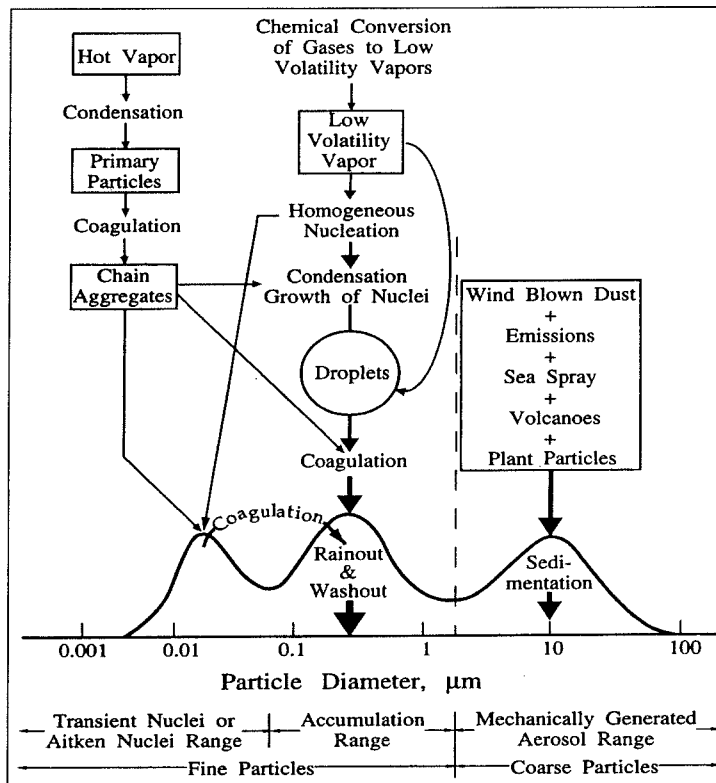 Hot Vapor
Condensation
Primary
Particles
Coagulation
Chain
Aggregates
Chemical Conversion
of Gases to Low
Volatility Vapors
Low
Volatility
Vapor
Homogeneous
Nucleation
Condensation
Growth of Nuclei
Droplets
Coagulation
Wind Blown Dust
+
Emissions
+
Sea Spray
+
Volcanoes
+
Plant Particles
Coagulation
Rainout
&
Washout
Sedi-
mentation
0.001 0.01 0.1 1 10 100
Particle Diameter, μm
Transient Nuclei or
Aitken Nuclei Range
Accumulation
Range
Mechanically Generated
Aerosol Range
Fine Particles
Coarse Particles